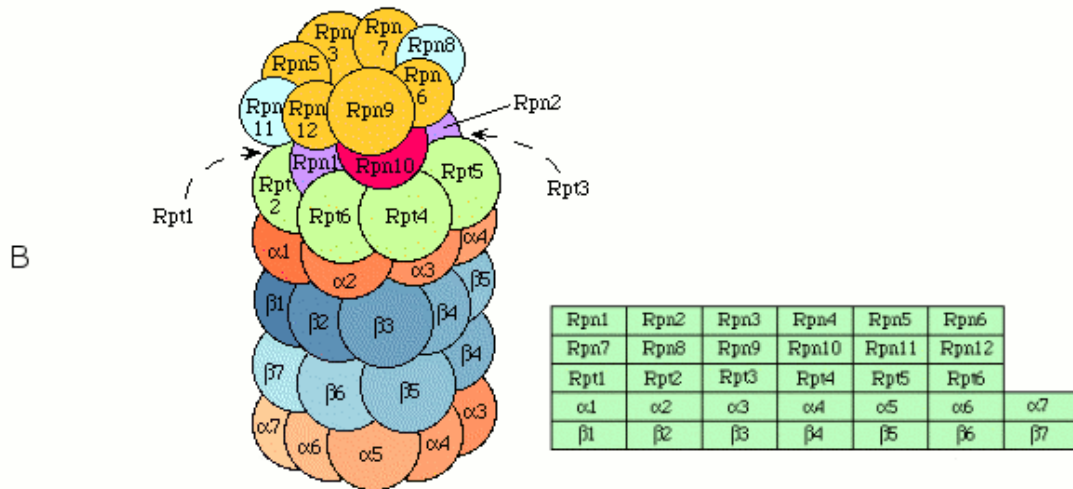 Rpn 3
Rpn 7
Rpn8
Rpn5
Rpn 6
Rpn 11
Rpn 12
Rpn9
Rpn2
Rpn1
Rpn10
Rpt1
Rpt 2
Rpt6
Rpt4
Rpt5
Rpt3
α1
α2
α3
α4
B
β1
β2
β3
β4
β5
β7
β6
β5
β4
α7
α6
α5
α4
α3
Rpn1 Rpn2 Rpn3 Rpn4 Rpn5 Rpn6
Rpn7 Rpn8 Rpn9 Rpn10 Rpn11 Rpn12
Rpt1 Rpt2 Rpt3 Rpt4 Rpt5 Rpt6
α1 α2 α3 α4 α5 α6 α7
β1 β2 β3 β4 β5 β6 β7